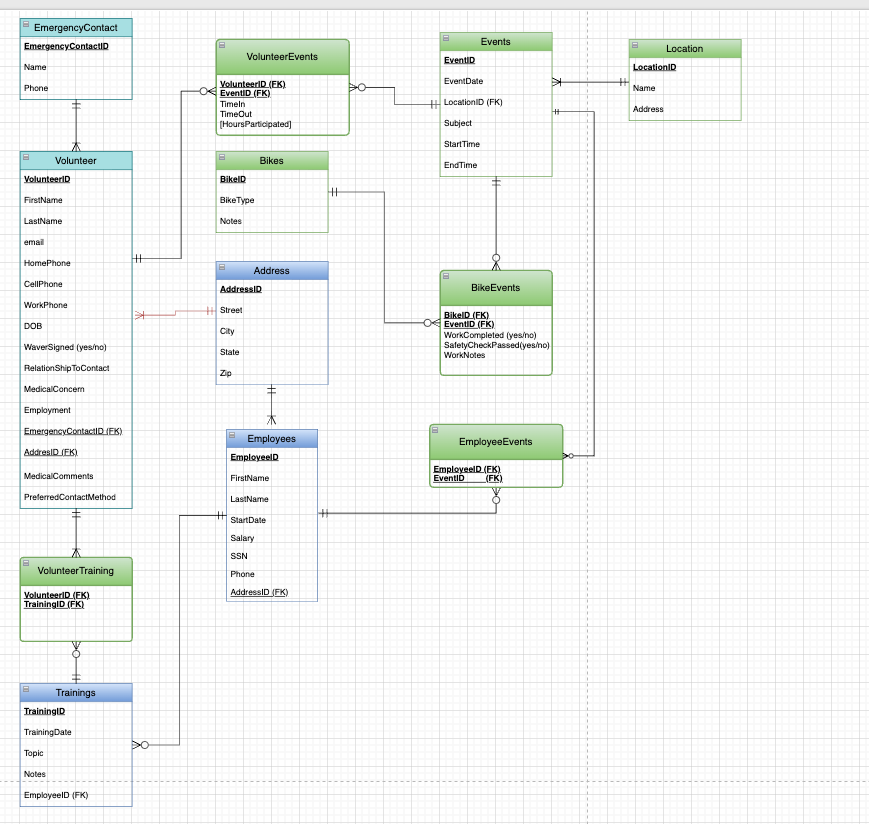 EmergencyContact
EmergencyContactID
Name
Phone
VolunteerEvents
VolunteerID (FK)
EventID (FK)
TimeIn
TimeOut
[HoursParticipated]
Events
EventID
EventDate
LocationID (FK)
Subject
StartTime
EndTime
Location
LocationID
Name
Address
Volunteer
VolunteerID
FirstName
LastName
email
HomePhone
CellPhone
WorkPhone
DOB
WaverSigned (yes/no)
RelationShipToContact
MedicalConcern
Employment
EmergencyContactID (FK)
AddresID (FK)
MedicalComments
PreferredContactMethod
Bikes
BikeID
BikeType
Notes
Address
AddressID
Street
City
State
Zip
BikeEvents
BikeID (FK)
EventID (FK)
WorkCompleted (yes/no)
SafetyCheckPassed(yes/no)
WorkNotes
Employees
EmployeeID
FirstName
LastName
StartDate
Salary
SSN
Phone
AddressID (FK)
EmployeeEvents
EmployeeID (FK)
EventID (FK)
VolunteerTraining
VolunteerID (FK)
TrainingID (FK)
Trainings
TrainingID
TrainingDate
Topic
Notes
EmployeeID (FK)